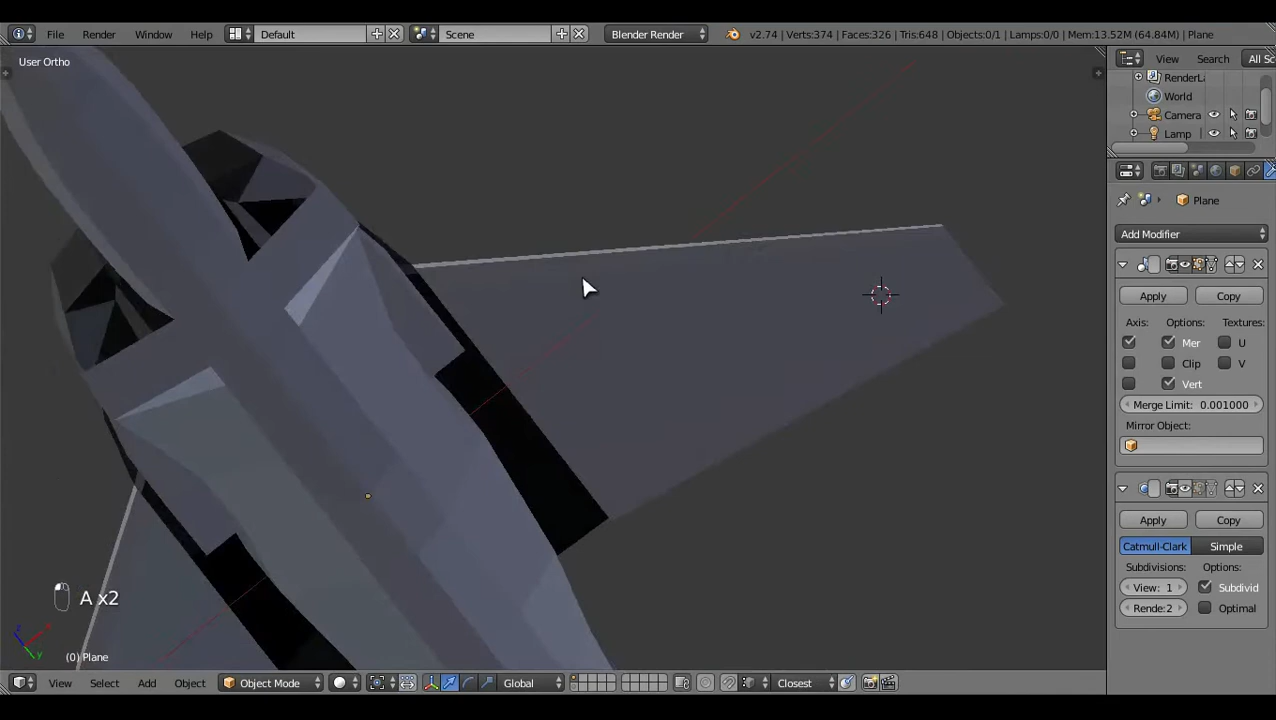 File Render Window Help Default Scene Blender Render v2.74 | Verts:374 | Faces:326 | Tris:648 | Objects:0/1 | Lamps:0/0 | Mem:13.52M (64.84M) | Plane
User Ortho
View Search All Sc
RenderLa
World
Camera
Lamp
Plane
Add Modifier
Apply Copy
Axis: Options: Textures:
Mer U
Clip V
Vert
Merge Limit: 0.001000
Mirror Object:
Apply Copy
Catmull-Clark Simple
Subdivisions: Options:
View: 1 Subdivid
Rende:2 Optimal
A x2
(0) Plane
View Select Add Object Object Mode Global Closest